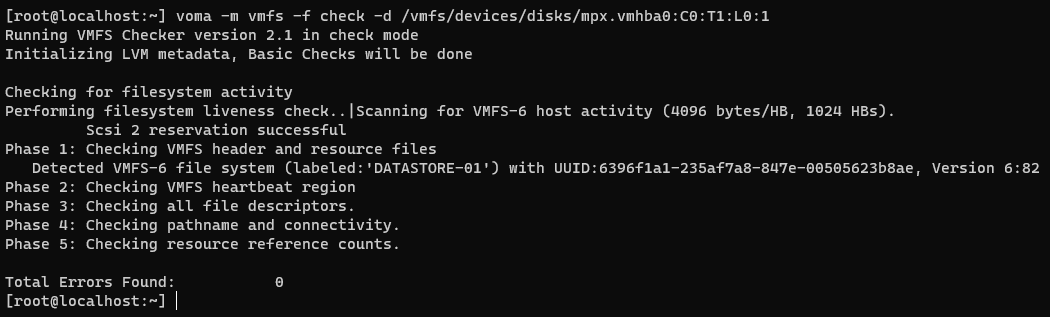 [root@localhost:~] voma -m vmfs -f check -d /vmfs/devices/disks/mpx.vmhba0:C0:T1:L0:1
Running VMFS Checker version 2.1 in check mode
Initializing LVM metadata, Basic Checks will be done

Checking for filesystem activity
Performing filesystem liveness check..|Scanning for VMFS-6 host activity (4096 bytes/HB, 1024 HBs).
         Scsi 2 reservation successful
Phase 1: Checking VMFS header and resource files
   Detected VMFS-6 file system (labeled:'DATASTORE-01') with UUID:6396f1a1-235af7a8-847e-00505623b8ae, Version 6:82
Phase 2: Checking VMFS heartbeat region
Phase 3: Checking all file descriptors.
Phase 4: Checking pathname and connectivity.
Phase 5: Checking resource reference counts.

Total Errors Found:           0
[root@localhost:~]